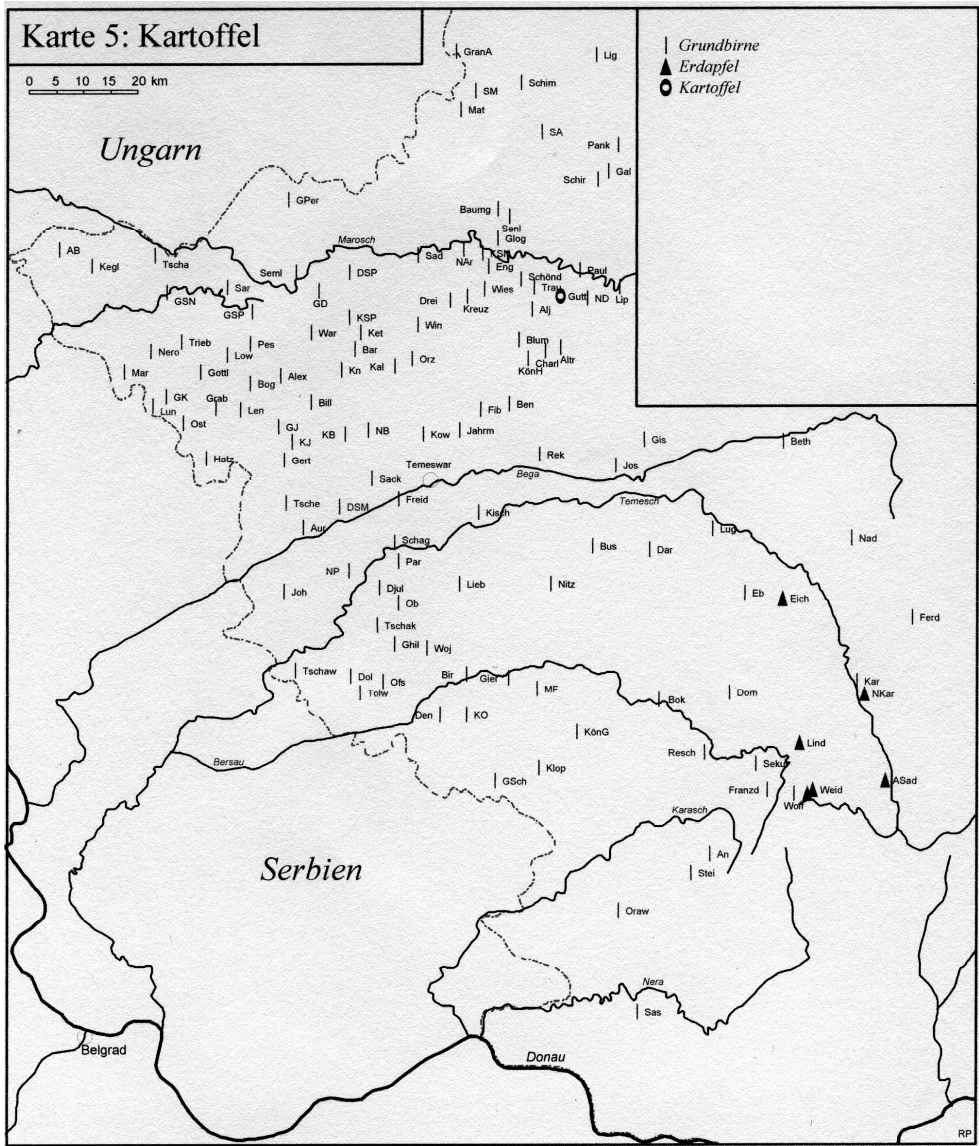 Karte 5: Kartoffel
0 5 10 15 20 km
Grundbirne
Erdapfel
Kartoffel
GranA
Lig
SM
Schim
Mat
Ungarn
SA
Pank
Schir
Gal
GPer
Baumg
Senl
Glog
AB
Kegl
Tscha
Marosch
Sad
NAr
KSN
Eng
Seml
DSP
Schönd
Paul
Trau
GSN
Sar
GD
Wies
Gutt
ND
Lip
GSP
Drei
Kreuz
Alj
KSP
Win
War
Ket
Blum
Nero
Trieb
Pes
Low
Bar
Orz
Charl
Altr
Mar
Gottl
Bog
Alex
Kn
Kal
KönH
GK
Grab
Lun
Len
Bill
Fib
Ben
Ost
GJ
KJ
KB
NB
Kow
Jahrm
Gis
Beth
Hatz
Gert
Temeswar
Rek
Jos
Sack
Bega
Tsche
DSM
Freid
Temesch
Aur
Kisch
Lug
Schag
Bus
Dar
Nad
Par
NP
Joh
Djul
Lieb
Nitz
Eb
Eich
Ob
Ferd
Tschak
Ghil
Woj
Tschaw
Dol
Ofs
Bir
Gier
MF
Tolw
Bok
Dom
Kar
NKar
Den
KO
KönG
Lind
Bersau
Resch
Seku
Klop
GSch
Franzd
Wolf
Weid
ASad
Karasch
Serbien
An
Stei
Oraw
Nera
Sas
Belgrad
Donau
RP